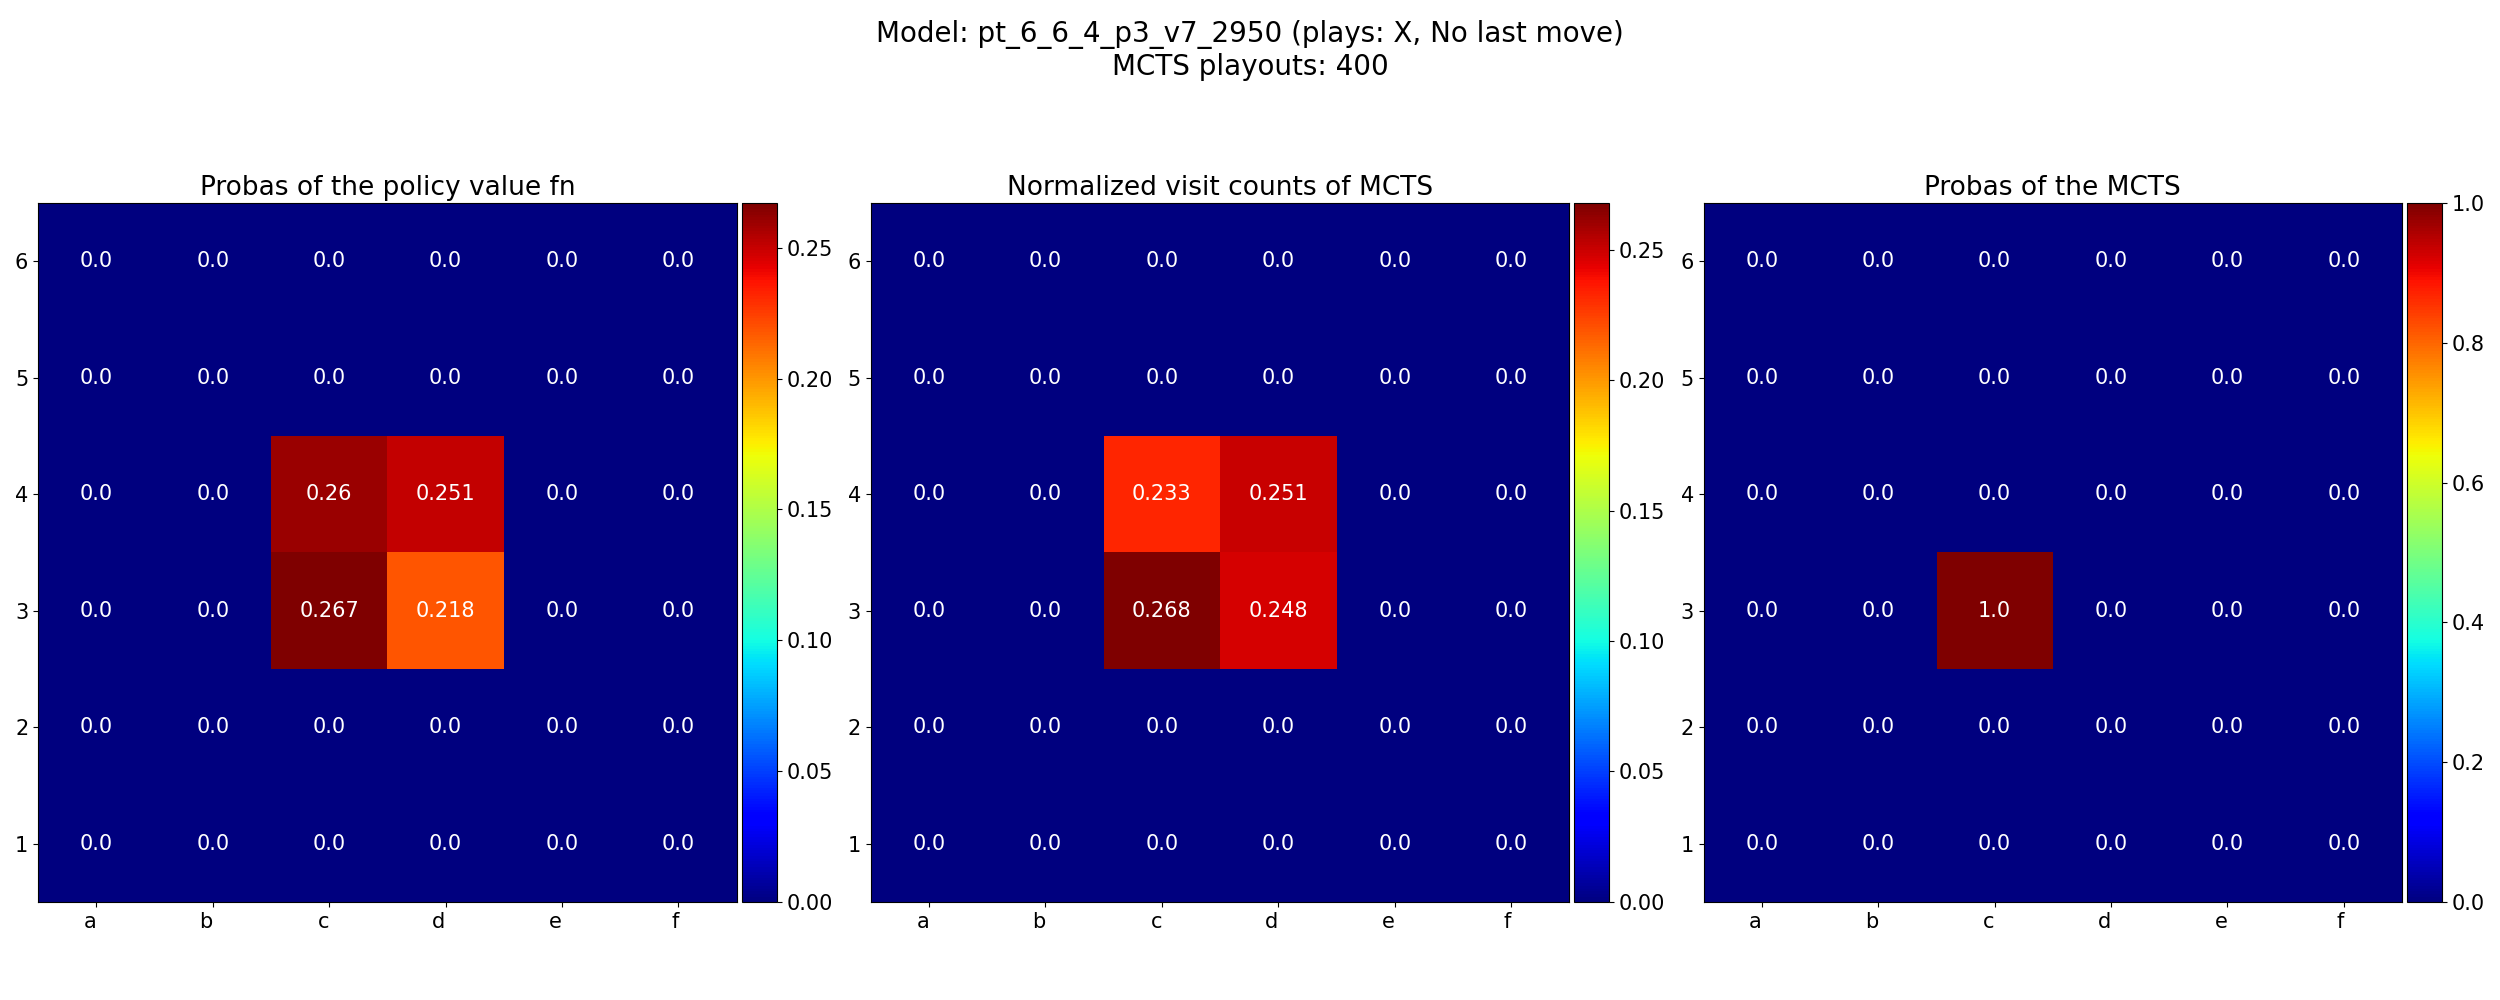 Model: pt_6_6_4_p3_v7_2950 (plays: X, No last move)
MCTS playouts: 400
Probas of the policy value fn
6 0.0 0.0 0.0 0.0 0.0 0.0
5 0.0 0.0 0.0 0.0 0.0 0.0
4 0.0 0.0 0.26 0.251 0.0 0.0
3 0.0 0.0 0.267 0.218 0.0 0.0
2 0.0 0.0 0.0 0.0 0.0 0.0
1 0.0 0.0 0.0 0.0 0.0 0.0
a b c d e f
0.25
0.20
0.15
0.10
0.05
0.00
Normalized visit counts of MCTS
6 0.0 0.0 0.0 0.0 0.0 0.0
5 0.0 0.0 0.0 0.0 0.0 0.0
4 0.0 0.0 0.233 0.251 0.0 0.0
3 0.0 0.0 0.268 0.248 0.0 0.0
2 0.0 0.0 0.0 0.0 0.0 0.0
1 0.0 0.0 0.0 0.0 0.0 0.0
a b c d e f
0.25
0.20
0.15
0.10
0.05
0.00
Probas of the MCTS
6 0.0 0.0 0.0 0.0 0.0 0.0
5 0.0 0.0 0.0 0.0 0.0 0.0
4 0.0 0.0 0.0 0.0 0.0 0.0
3 0.0 0.0 1.0 0.0 0.0 0.0
2 0.0 0.0 0.0 0.0 0.0 0.0
1 0.0 0.0 0.0 0.0 0.0 0.0
a b c d e f
1.0
0.8
0.6
0.4
0.2
0.0